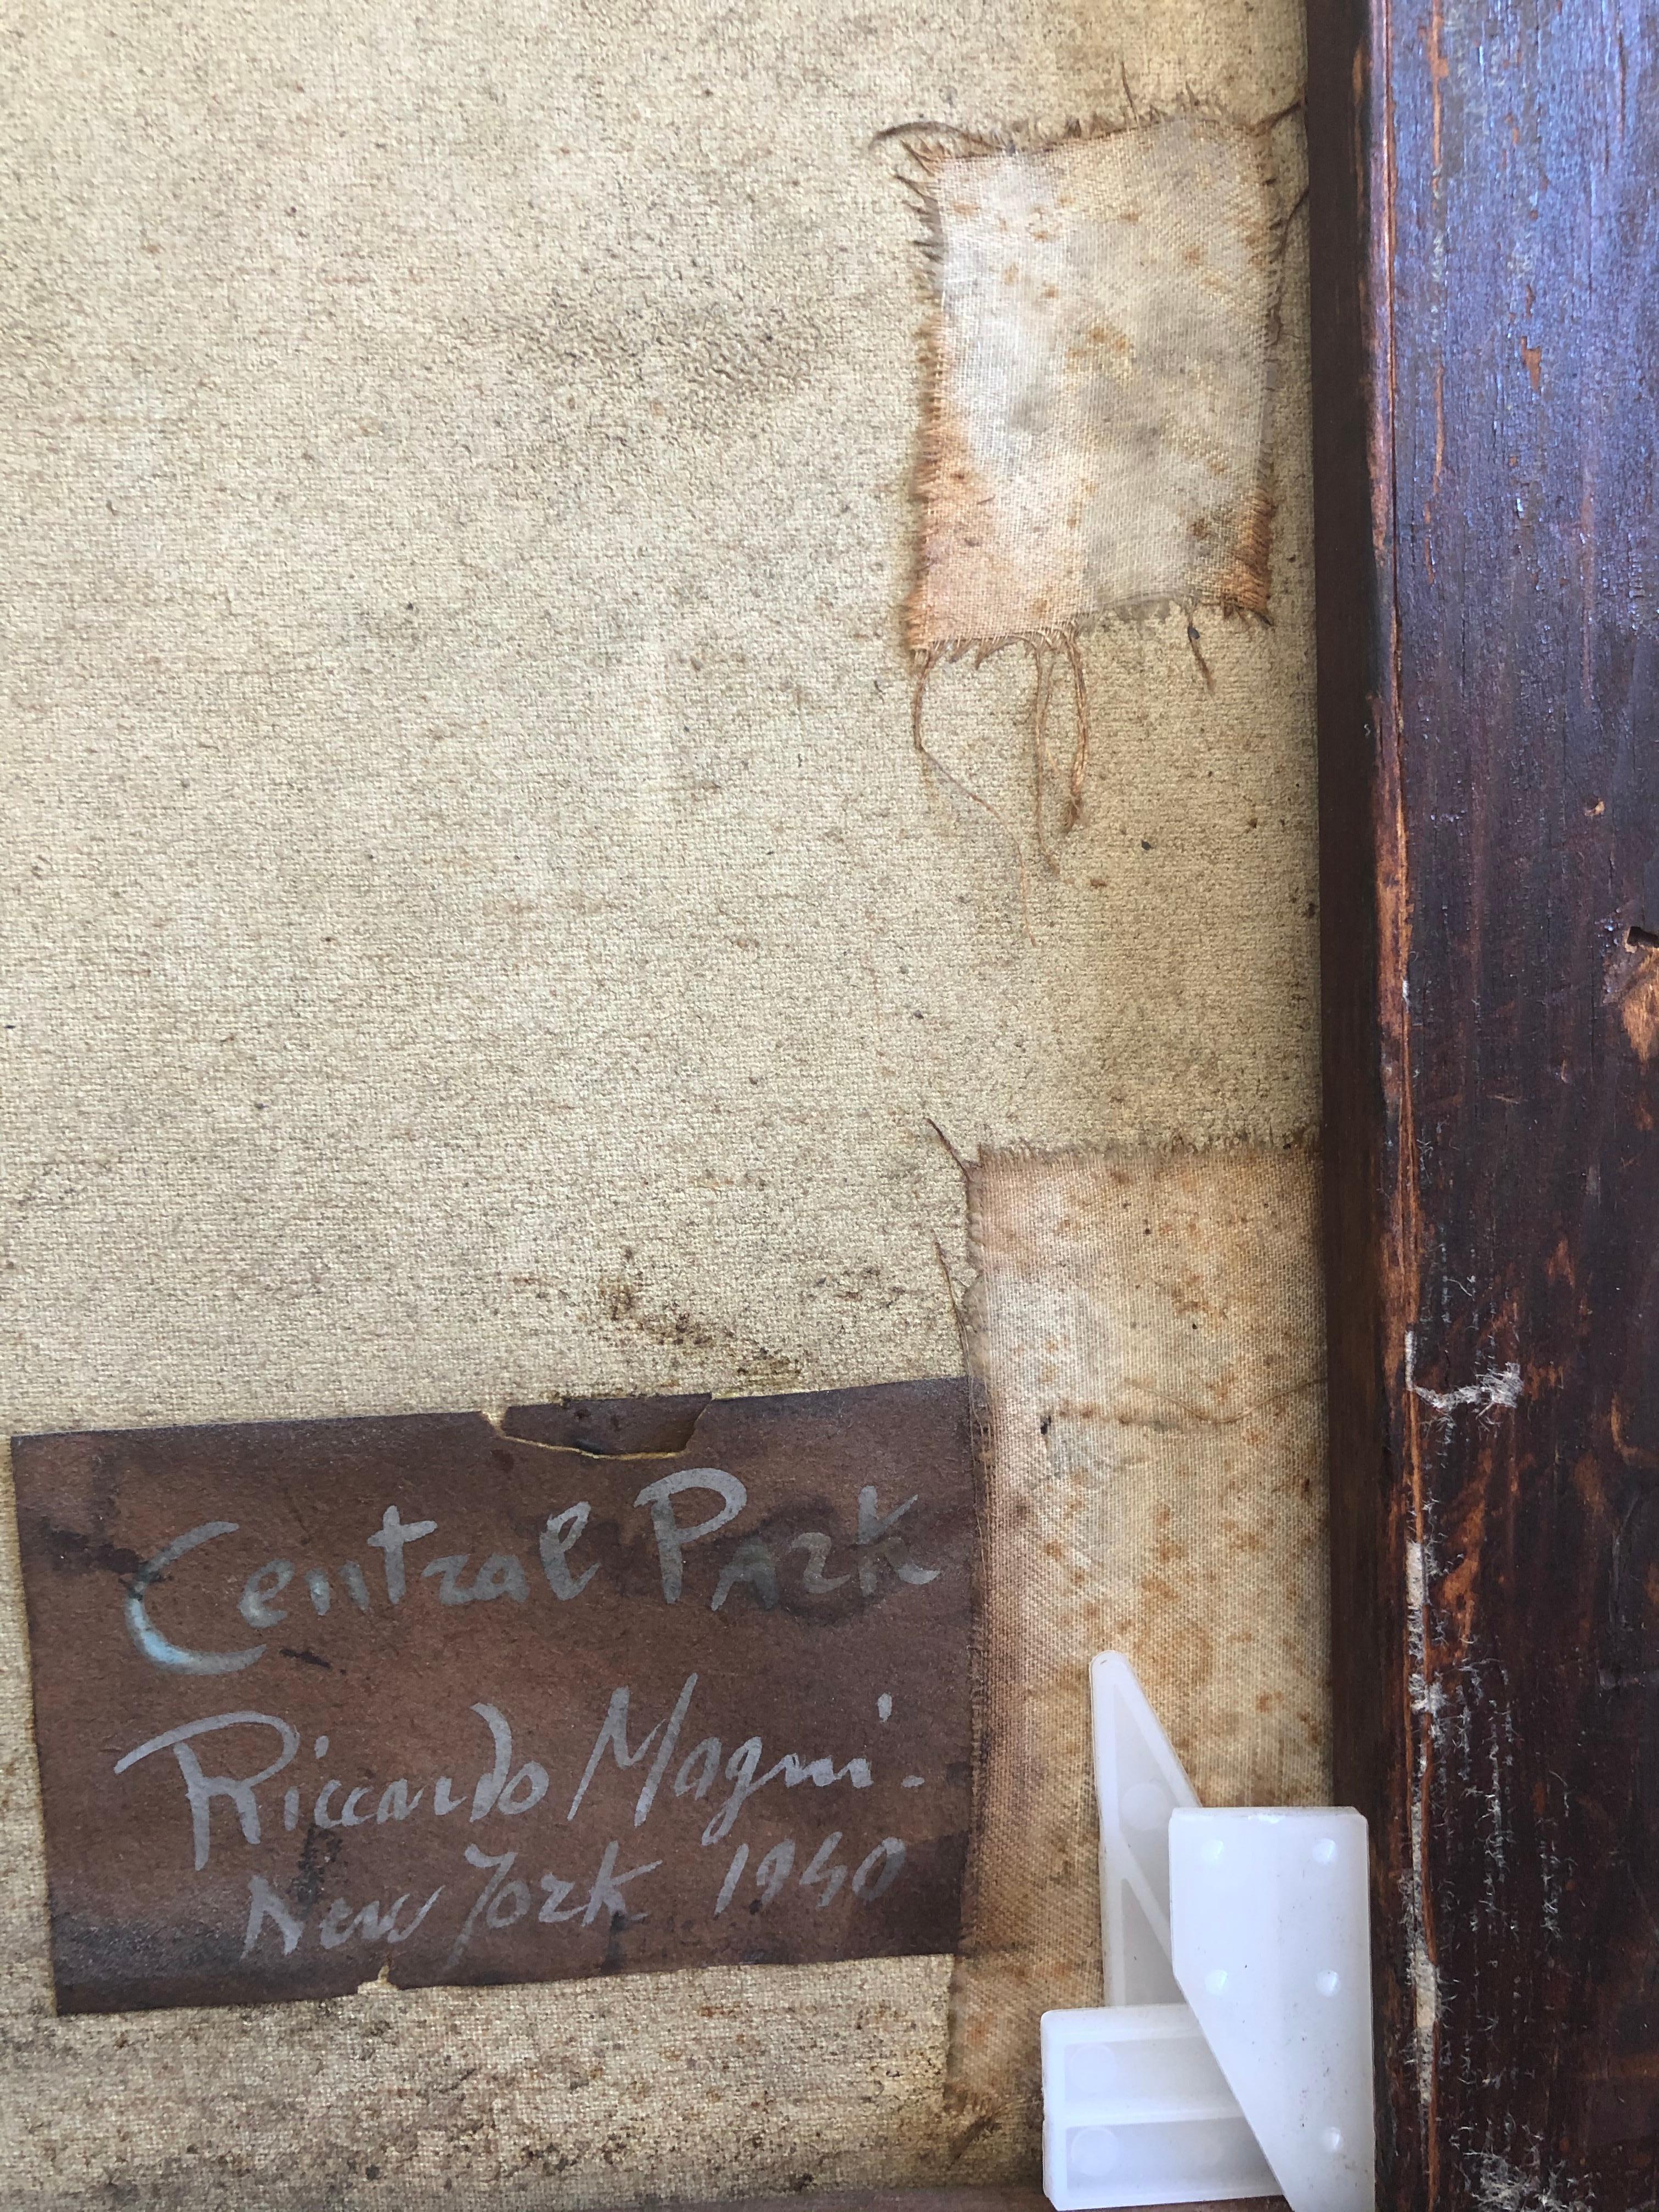 Central Park
Riccardo Magni.
New York 1940